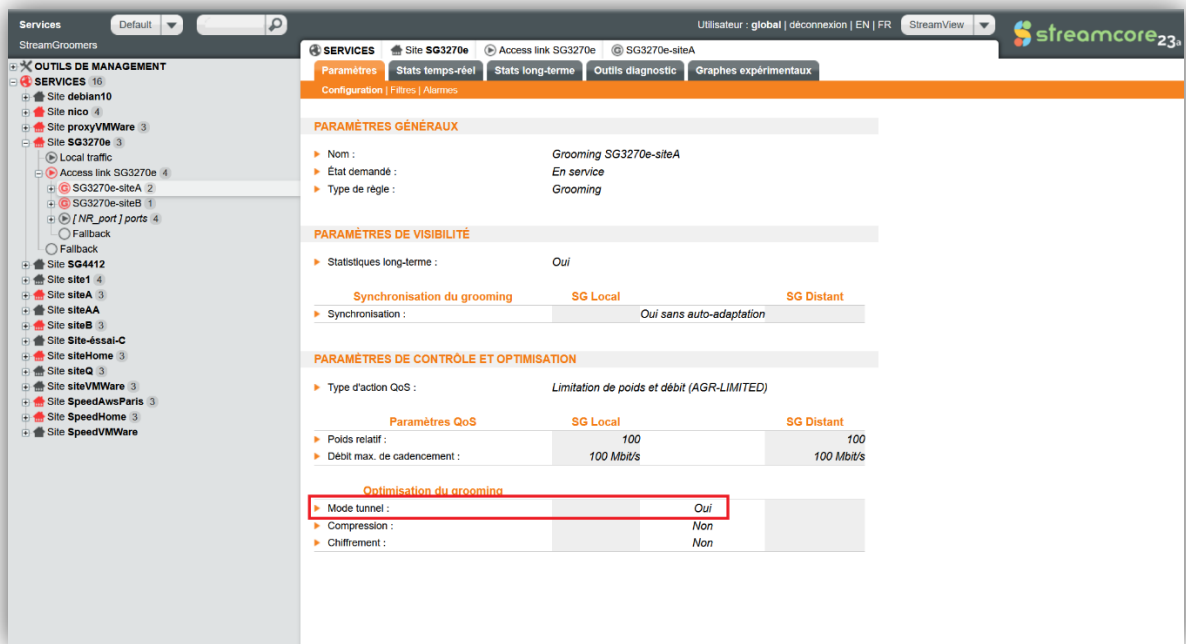 Services
Default
Utilisateur : global | déconnexion | EN | FR
StreamView
streamcore23a
StreamGroomers
OUTILS DE MANAGEMENT
SERVICES 16
Site debian10
Site nico 4
Site proxyVMWare 3
Site SG3270e 3
Local traffic
Access link SG3270e 4
SG3270e-siteA 2
SG3270e-siteB 1
[ NR_port ] ports 4
Fallback
Fallback
Site SG4412
Site site1 4
Site siteA 3
Site siteAA
Site siteB 3
Site Site-éssai-C
Site siteHome 3
Site siteQ 3
Site siteVMWare 3
Site SpeedAwsParis 3
Site SpeedHome 3
Site SpeedVMWare
SERVICES Site SG3270e Access link SG3270e SG3270e-siteA
Paramètres Stats temps-réel Stats long-terme Outils diagnostic Graphes expérimentaux
Configuration | Filtres | Alarmes
PARAMÈTRES GÉNÉRAUX
Nom : Grooming SG3270e-siteA
État demandé : En service
Type de règle : Grooming
PARAMÈTRES DE VISIBILITÉ
Statistiques long-terme : Oui
Synchronisation du grooming SG Local SG Distant
Synchronisation : Oui sans auto-adaptation
PARAMÈTRES DE CONTRÔLE ET OPTIMISATION
Type d'action QoS : Limitation de poids et débit (AGR-LIMITED)
Paramètres QoS SG Local SG Distant
Poids relatif : 100 100
Débit max. de cadencement : 100 Mbit/s 100 Mbit/s
Optimisation du grooming
Mode tunnel : Oui
Compression : Non
Chiffrement : Non